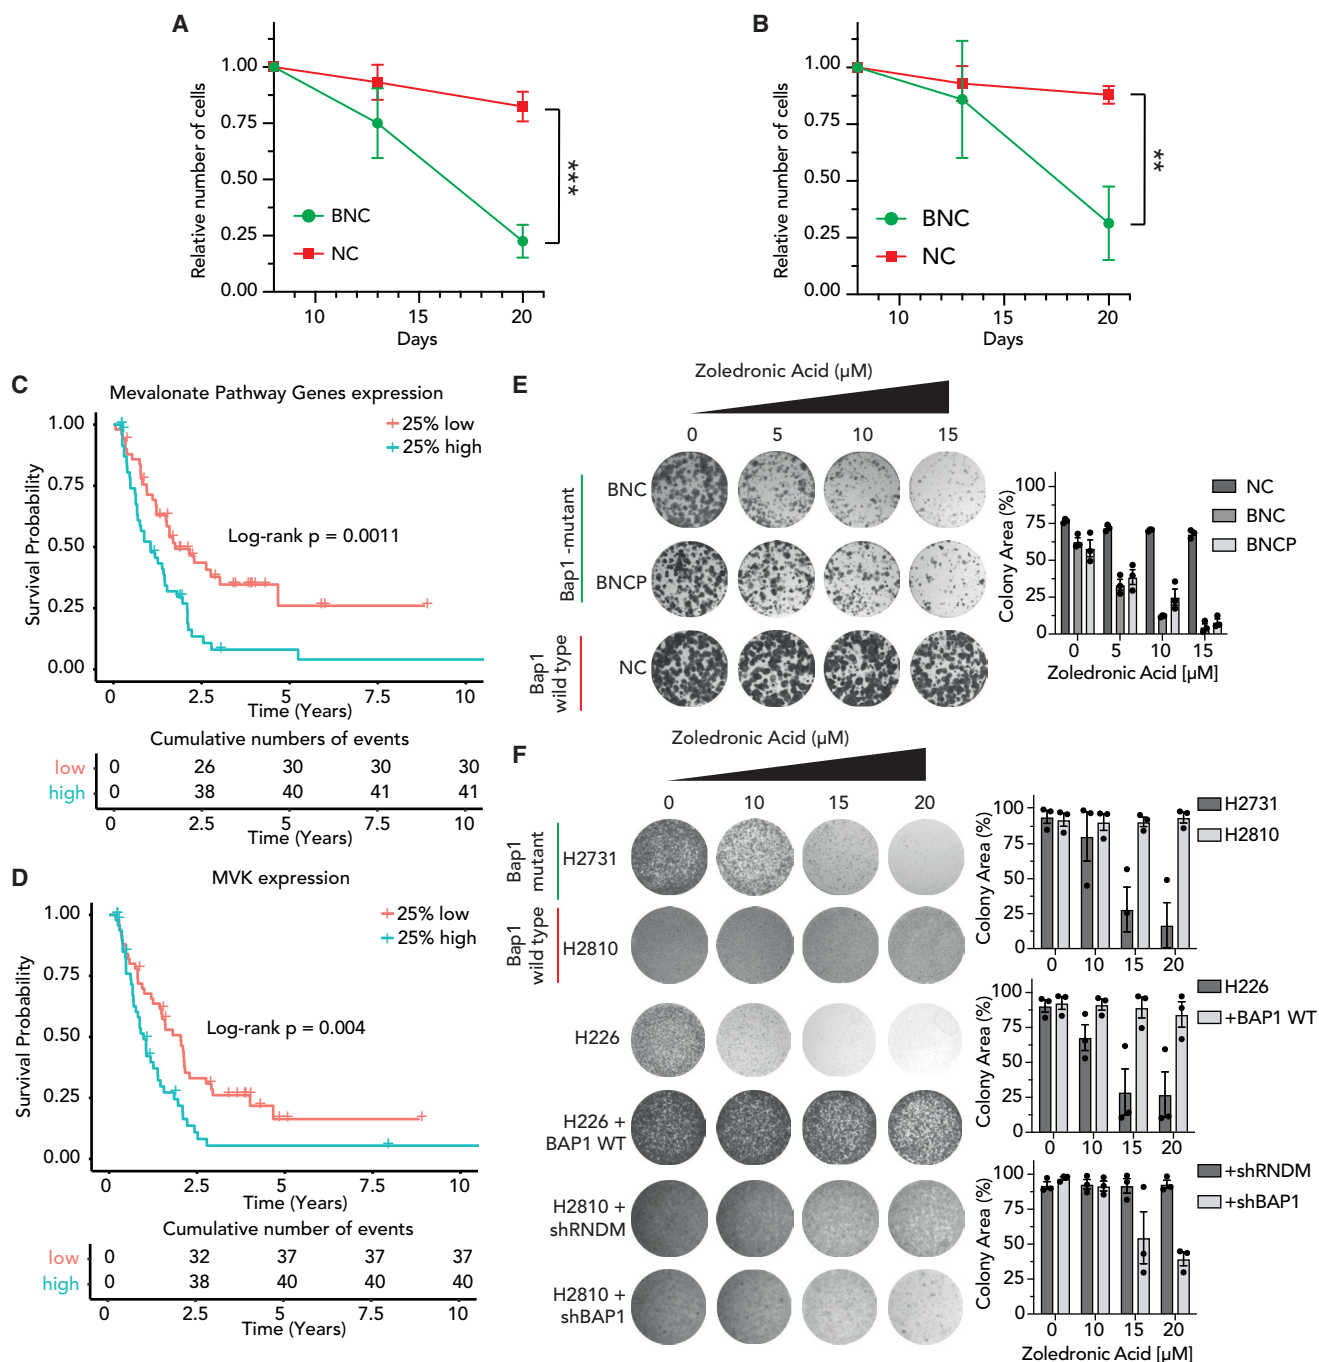 A
Relative number of cells
1.00
0.75
0.50
0.25
0.00
BNC
NC
***
10
15
20
Days
B
Relative number of cells
1.00
0.75
0.50
0.25
0.00
BNC
NC
**
10
15
20
Days
C
Mevalonate Pathway Genes expression
Survival Probability
1.00
0.75
0.50
0.25
0.00
25% low
25% high
Log-rank p = 0.0011
0 2.5 5 7.5 10
Time (Years)
Cumulative numbers of events
low 0 26 30 30 30
high 0 38 40 41 41
0 2.5 5 7.5 10
Time (Years)
D
MVK expression
Survival Probability
1.00
0.75
0.50
0.25
0.00
25% low
25% high
Log-rank p = 0.004
0 2.5 5 7.5 10
Time (Years)
Cumulative number of events
low 0 32 37 37 37
high 0 38 40 40 40
0 2.5 5 7.5 10
Time (Years)
E
Zoledronic Acid (µM)
0 5 10 15
Bap1 -mutant
BNC
BNCP
Bap1
wild type
NC
Colony Area (%)
100
75
50
25
0
NC
BNC
BNCP
0 5 10 15
Zoledronic Acid [µM]
F
Zoledronic Acid (µM)
0 10 15 20
Bap1
mutant
H2731
Bap1
wild type
H2810
H226
H226 +
BAP1 WT
H2810 +
shRNDM
H2810 +
shBAP1
Colony Area (%)
100
75
50
25
0
H2731
H2810
0 10 15 20
Colony Area (%)
100
75
50
25
0
H226
+BAP1 WT
0 10 15 20
Colony Area (%)
100
75
50
25
0
+shRNDM
+shBAP1
0 10 15 20
Zoledronic Acid [µM]